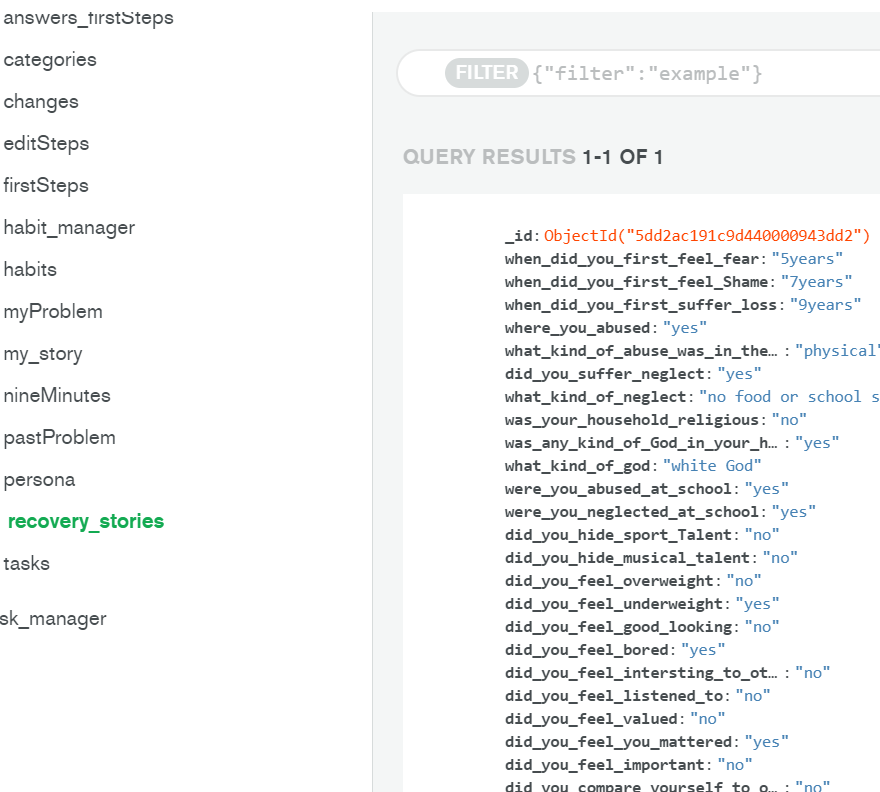 answers_firstSteps
categories
changes
editSteps
firstSteps
habit_manager
habits
myProblem
my_story
nineMinutes
pastProblem
persona
recovery_stories
tasks
sk_manager
FILTER {"filter":"example"}
QUERY RESULTS 1-1 OF 1
_id: ObjectId("5dd2ac191c9d440000943dd2")
when_did_you_first_feel_fear: "5years"
when_did_you_first_feel_Shame: "7years"
when_did_you_first_suffer_loss: "9years"
where_you_abused: "yes"
what_kind_of_abuse_was_in_the… : "physical"
did_you_suffer_neglect: "yes"
what_kind_of_neglect: "no food or school s
was_your_household_religious: "no"
was_any_kind_of_God_in_your_h… : "yes"
what_kind_of_god: "white God"
were_you_abused_at_school: "yes"
were_you_neglected_at_school: "yes"
did_you_hide_sport_Talent: "no"
did_you_hide_musical_talent: "no"
did_you_feel_overweight: "no"
did_you_feel_underweight: "yes"
did_you_feel_good_looking: "no"
did_you_feel_bored: "yes"
did_you_feel_intersting_to_ot… : "no"
did_you_feel_listened_to: "no"
did_you_feel_valued: "no"
did_you_feel_you_mattered: "yes"
did_you_feel_important: "no"
did_you_compare_yourself_to_o… : "no"